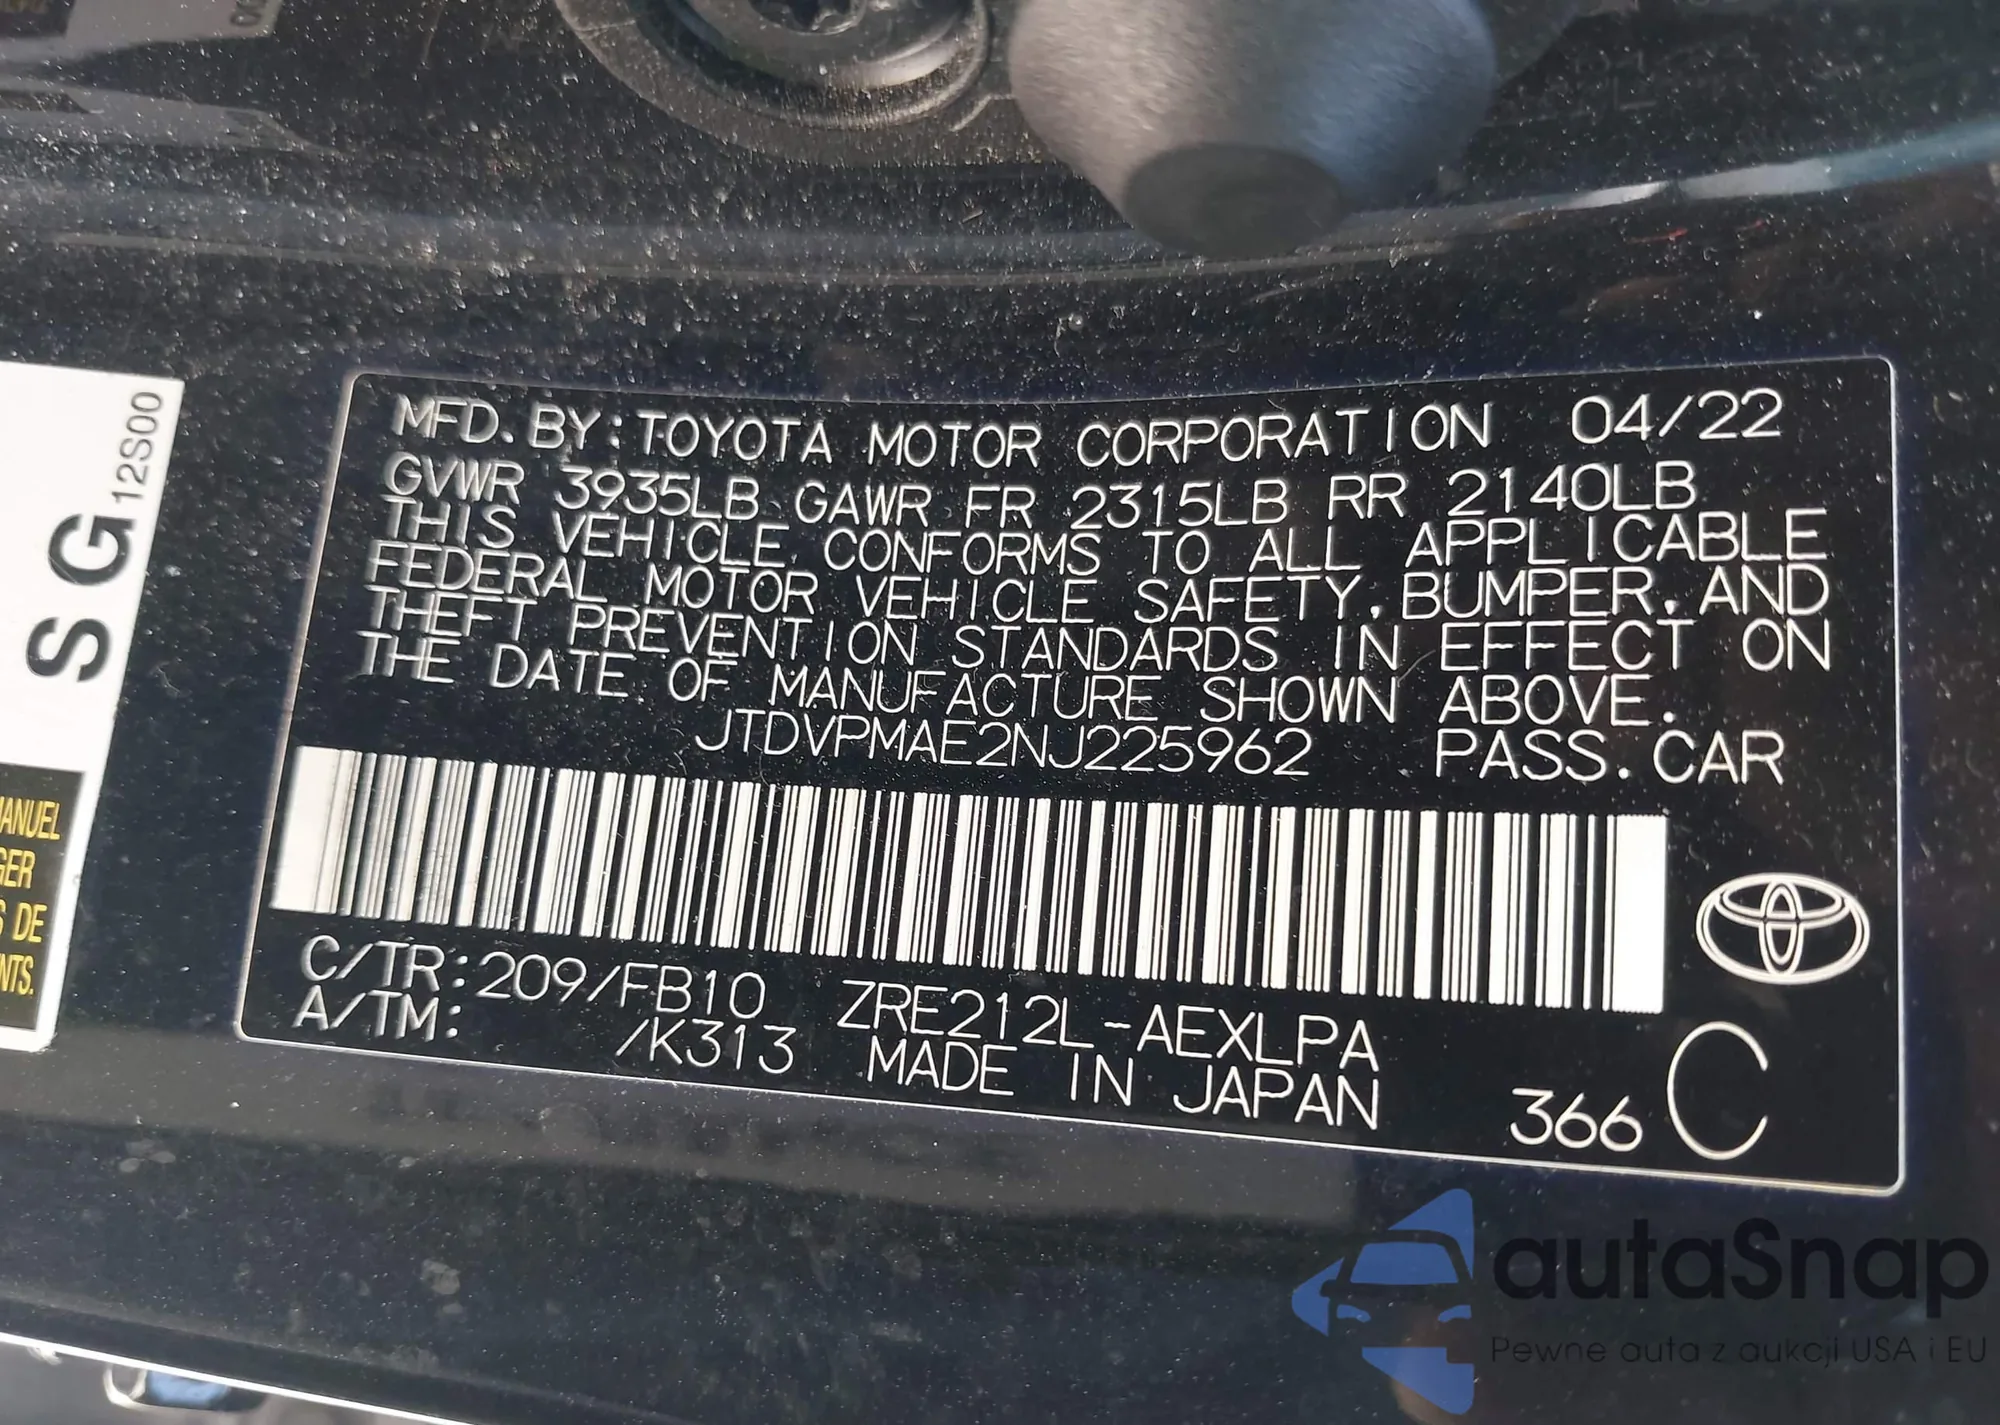 MFD. BY: TOYOTA MOTOR CORPORATION 04/22
GVWR 3935LB GAWR FR 2315LB RR 2140LB
THIS VEHICLE CONFORMS TO ALL APPLICABLE
FEDERAL MOTOR VEHICLE SAFETY, BUMPER, AND
THEFT PREVENTION STANDARDS IN EFFECT ON
THE DATE OF MANUFACTURE SHOWN ABOVE.
JTDVPMAE2NJ225962 PASS. CAR
C/TR: 209/FB10 ZRE212L-AEXLPA
A/TM: /K313 MADE IN JAPAN 366 C
SG 12S00
MANUEL
DE
autaSnap
Pewne auta z aukcji USA i EU